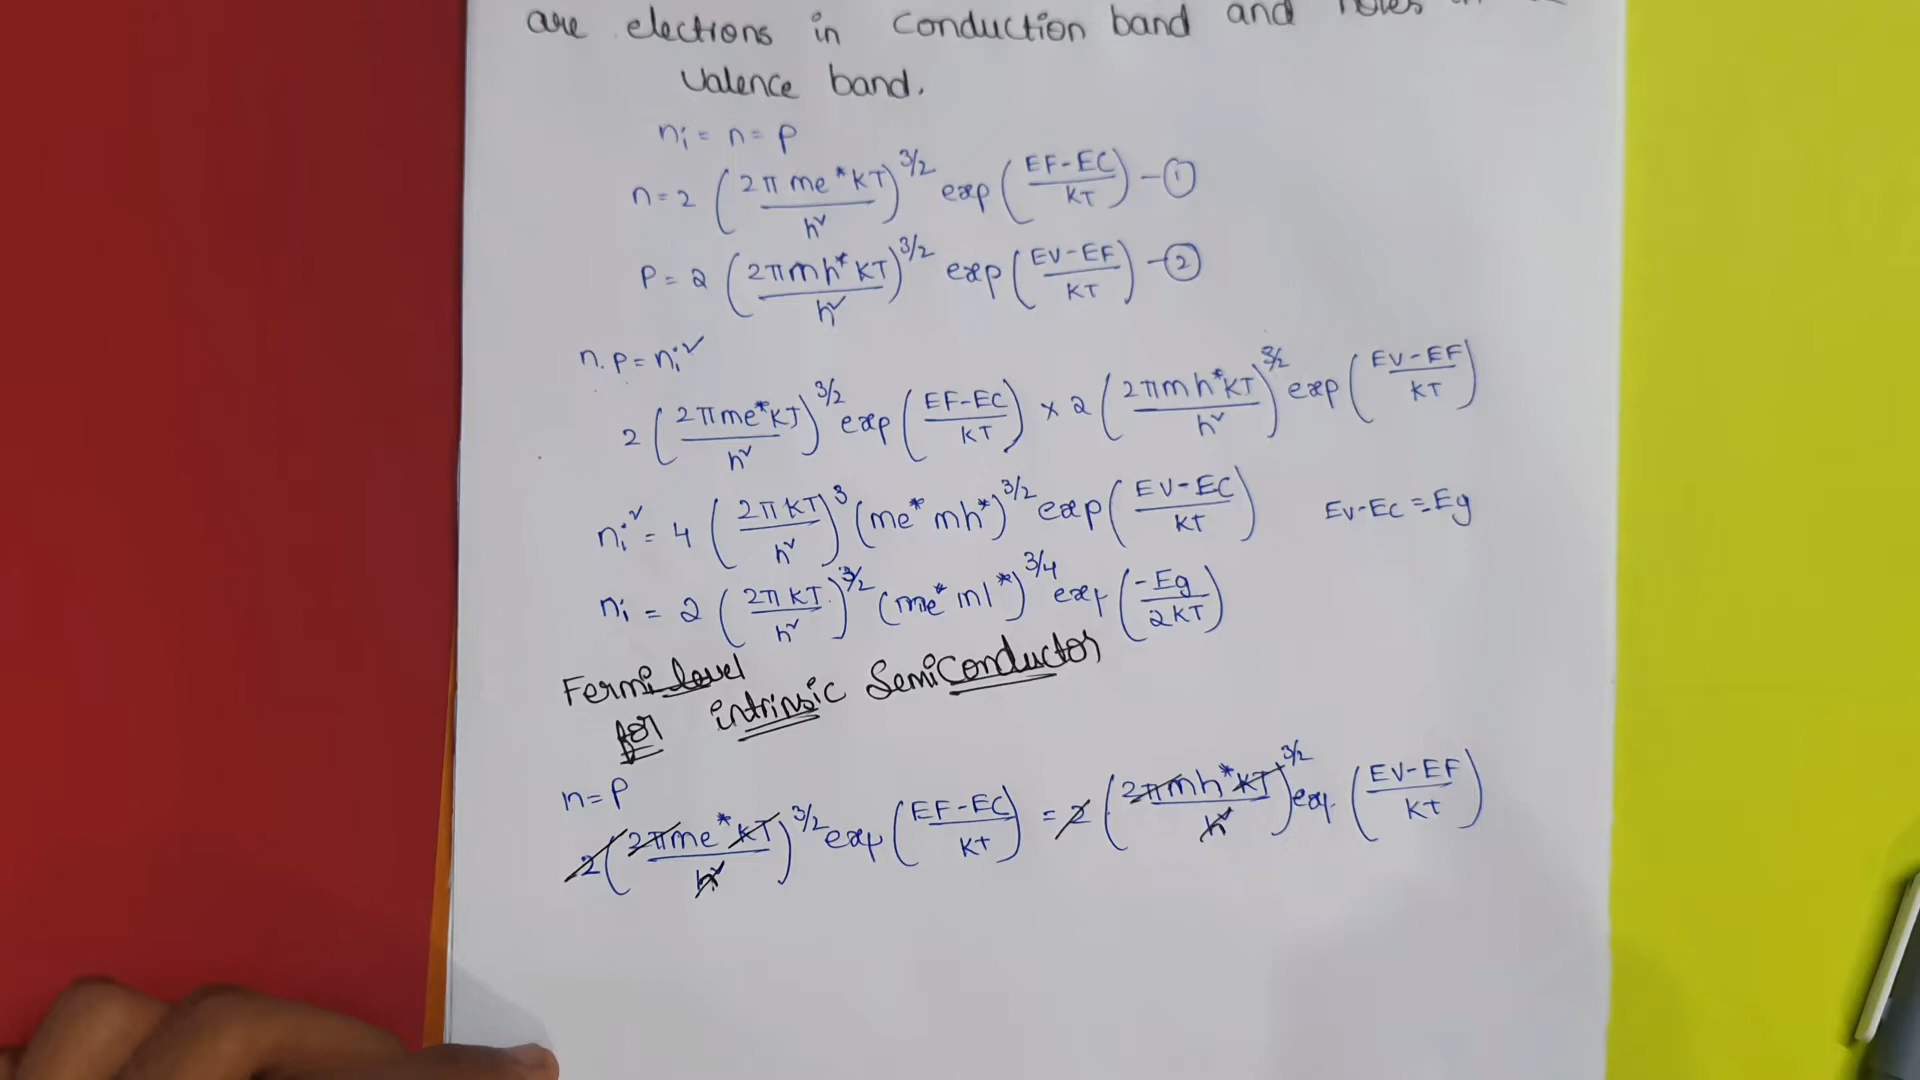 are elections in conduction band and holes in
valence band.
ni = n = p
n = 2 (2π me* KT / h²)^3/2 exp (EF-EC / KT) - ①
P = 2 (2π mh* KT / h²)^3/2 exp (EV-EF / KT) - ②
n.p = ni²
2 (2π me* KT / h²)^3/2 exp (EF-EC / KT) × 2 (2π mh* KT / h²)^3/2 exp (EV-EF / KT)
ni² = 4 (2π KT / h²)^3 (me* mh*)^3/2 exp (EV-EC / KT) Ev-Ec = -Eg
ni = 2 (2π KT / h²)^3/2 (me* ml*)^3/4 exp (-Eg / 2KT)
Fermi level
for intrinsic Semiconductor
n = P
2 (2π me* KT / h²)^3/2 exp (EF-EC / KT) = 2 (2π mh* KT / h²)^3/2 exp (EV-EF / KT)